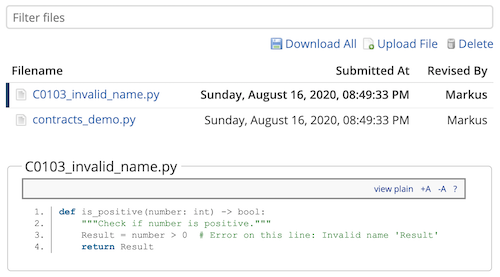 Filter files
Download All Upload File Delete
Filename Submitted At Revised By
C0103_invalid_name.py Sunday, August 16, 2020, 08:49:33 PM Markus
contracts_demo.py Sunday, August 16, 2020, 08:49:33 PM Markus
C0103_invalid_name.py
view plain +A -A ?
1. def is_positive(number: int) -> bool:
2. """Check if number is positive."""
3. Result = number > 0  # Error on this line: Invalid name 'Result'
4. return Result